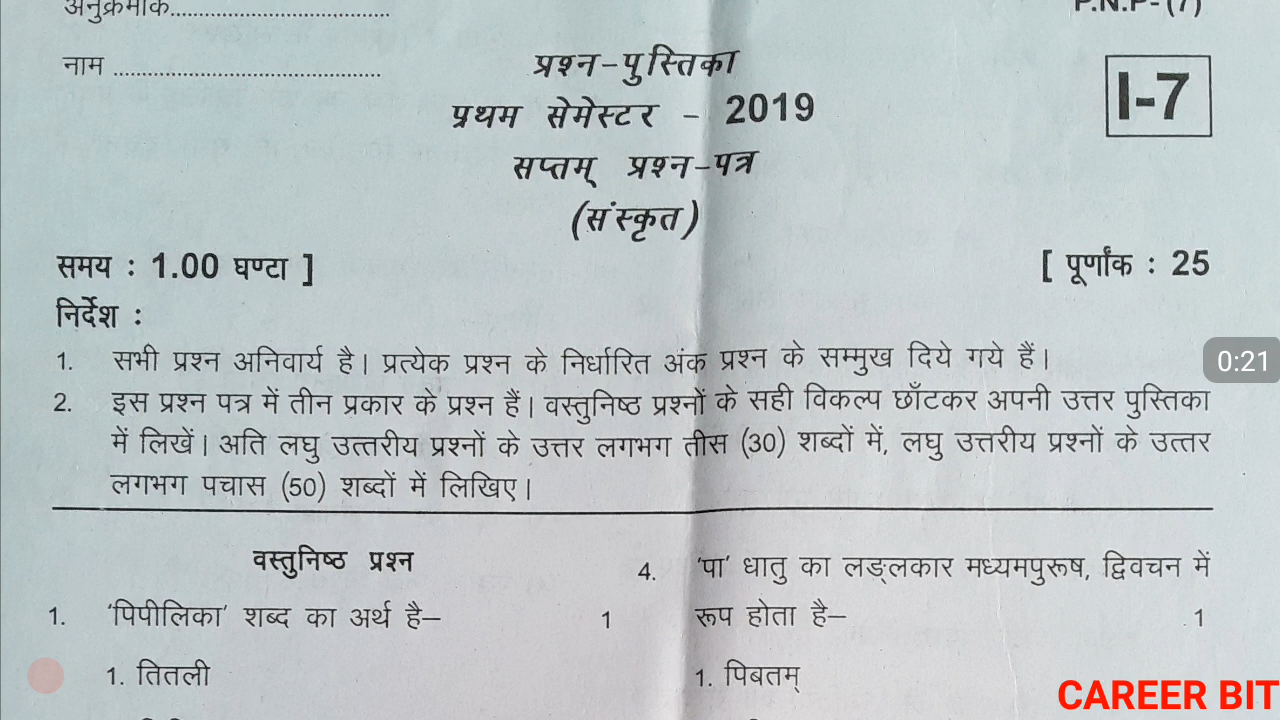 अनुक्रमांक................................
P.N.P-(7)
नाम .......................................
प्रश्न-पुस्तिका
I-7
प्रथम सेमेस्टर - 2019
सप्तम् प्रश्न-पत्र
(संस्कृत)
समय : 1.00 घण्टा ]
[ पूर्णांक : 25
निर्देश :
1. सभी प्रश्न अनिवार्य है। प्रत्येक प्रश्न के निर्धारित अंक प्रश्न के सम्मुख दिये गये हैं।
0:21
2. इस प्रश्न पत्र में तीन प्रकार के प्रश्न हैं। वस्तुनिष्ठ प्रश्नों के सही विकल्प छाँटकर अपनी उत्तर पुस्तिका
में लिखें। अति लघु उत्तरीय प्रश्नों के उत्तर लगभग तीस (30) शब्दों में, लघु उत्तरीय प्रश्नों के उत्तर
लगभग पचास (50) शब्दों में लिखिए।
वस्तुनिष्ठ प्रश्न
1. 'पिपीलिका' शब्द का अर्थ है– 1
1. तितली
4. 'पा' धातु का लङ्लकार मध्यमपुरूष, द्विवचन में
रूप होता है– 1
1. पिबतम्
CAREER BIT